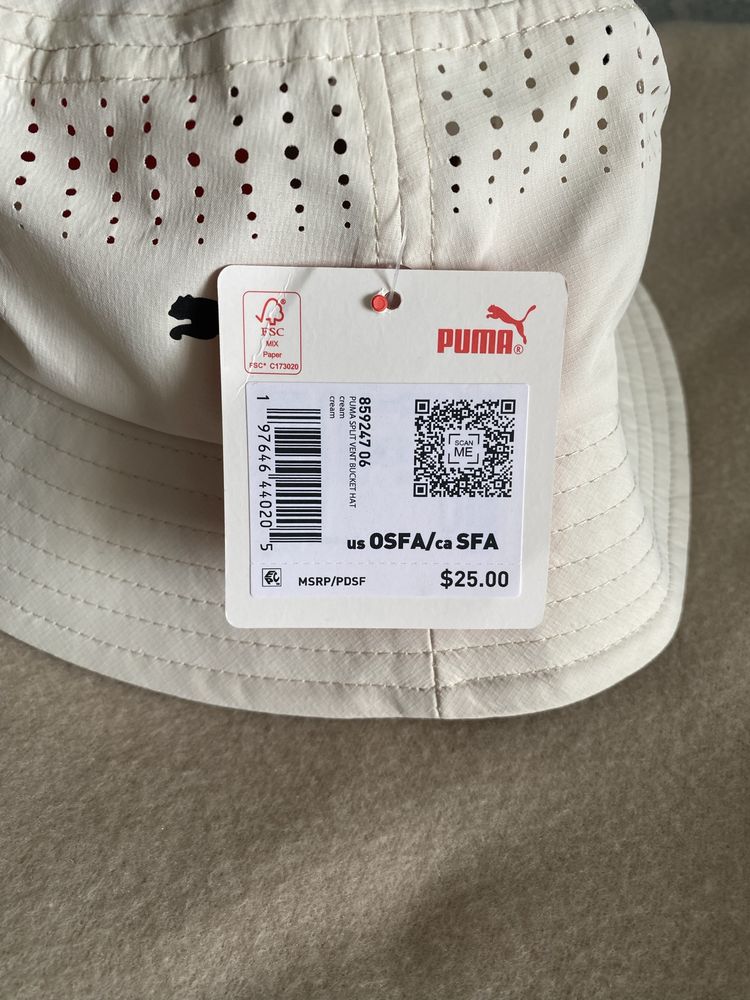 FSC
MIX
Paper
FSC® C173020
PUMA®
859247 06
PUMA SPLIT VENT BUCKET HAT
cream
cream
1 97646 44020 5
SCAN
ME
us OSFA/ca SFA
MSRP/PDSF
$25.00